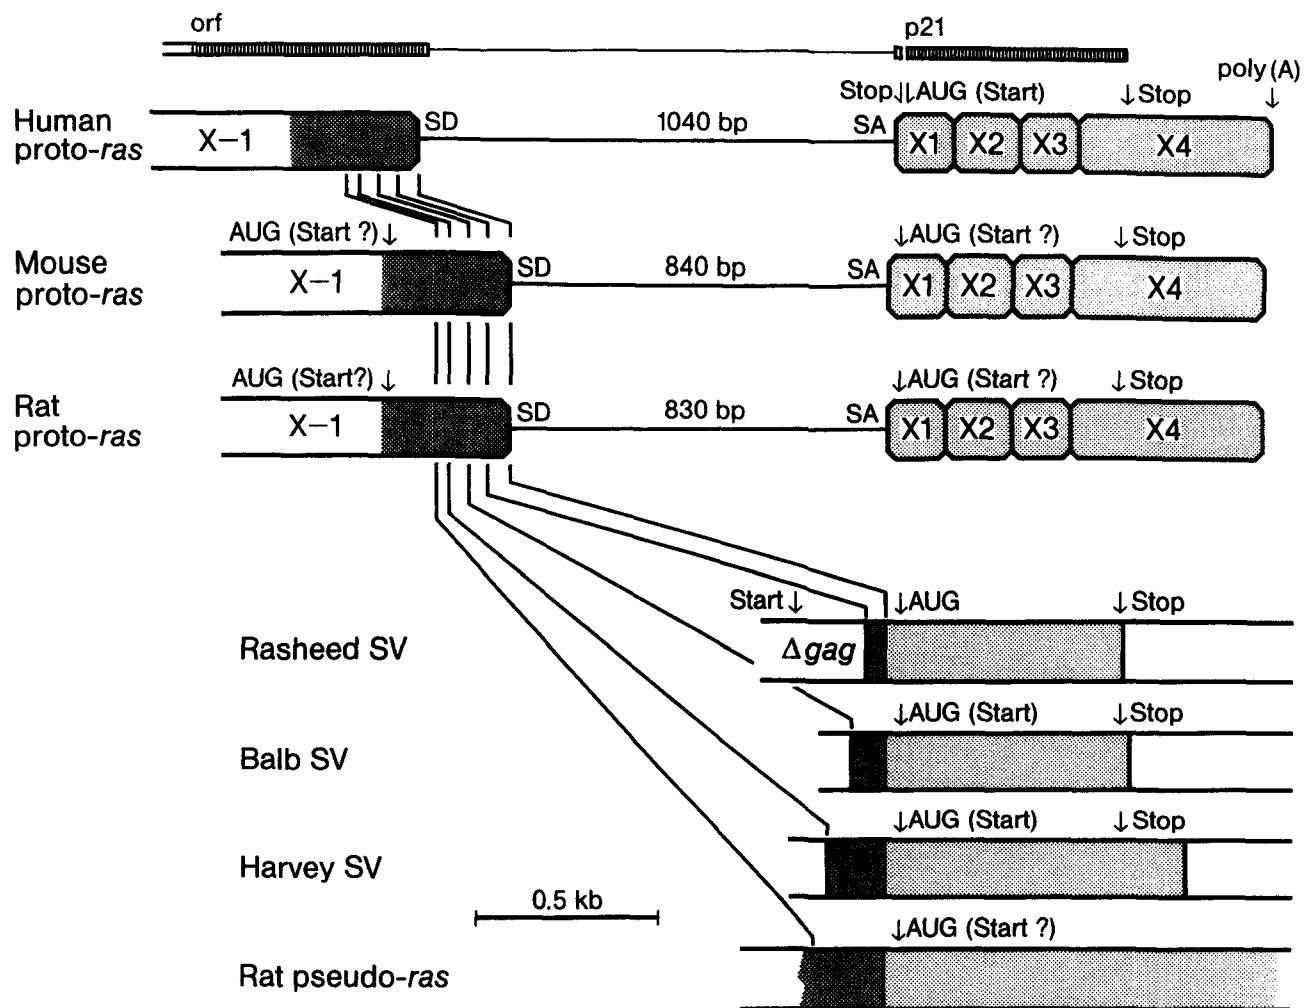 orf
p21
poly (A)
Stop↓↓AUG (Start)
↓Stop
↓
Human
proto-ras
X–1
SD
1040 bp
SA
X1
X2
X3
X4
AUG (Start ?)↓
↓AUG (Start ?)
↓Stop
Mouse
proto-ras
X–1
SD
840 bp
SA
X1
X2
X3
X4
AUG (Start?)↓
↓AUG (Start ?)
↓Stop
Rat
proto-ras
X–1
SD
830 bp
SA
X1
X2
X3
X4
Start↓
↓AUG
↓Stop
Rasheed SV
Δgag
↓AUG (Start)
↓Stop
Balb SV
↓AUG (Start)
↓Stop
Harvey SV
0.5 kb
↓AUG (Start ?)
Rat pseudo-ras